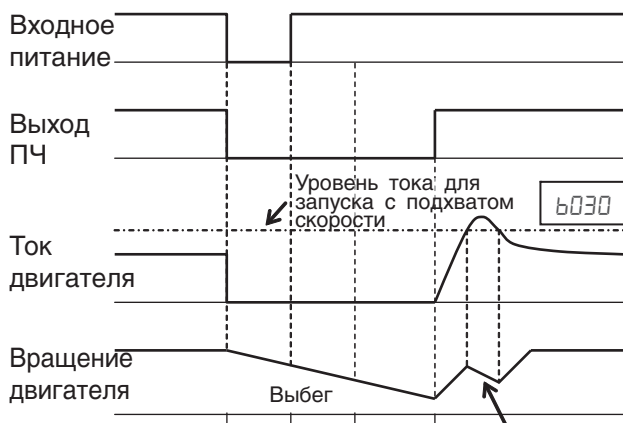 Входное
питание
Выход
ПЧ
Уровень тока для
запуска с подхватом
скорости
b030
Ток
двигателя
Вращение
двигателя
Выбег